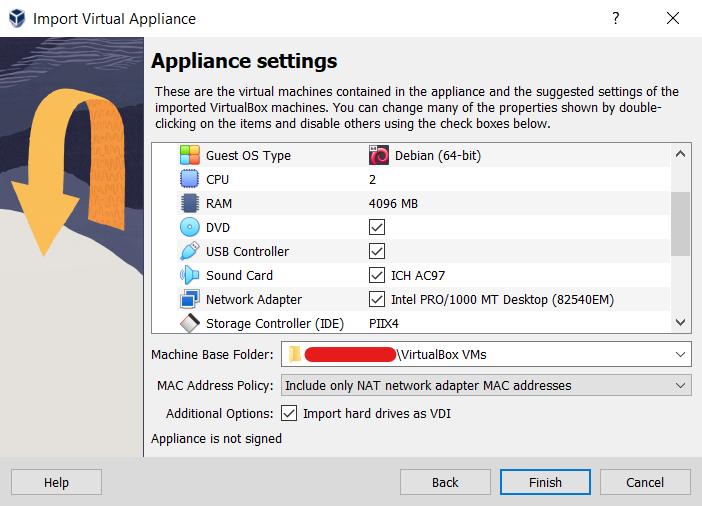 Import Virtual Appliance
Appliance settings
These are the virtual machines contained in the appliance and the suggested settings of the
imported VirtualBox machines. You can change many of the properties shown by double-
clicking on the items and disable others using the check boxes below.
Guest OS Type Debian (64-bit)
CPU 2
RAM 4096 MB
DVD
USB Controller
Sound Card ICH AC97
Network Adapter Intel PRO/1000 MT Desktop (82540EM)
Storage Controller (IDE) PIIX4
Machine Base Folder: \VirtualBox VMs
MAC Address Policy: Include only NAT network adapter MAC addresses
Additional Options: Import hard drives as VDI
Appliance is not signed
Help Back Finish Cancel